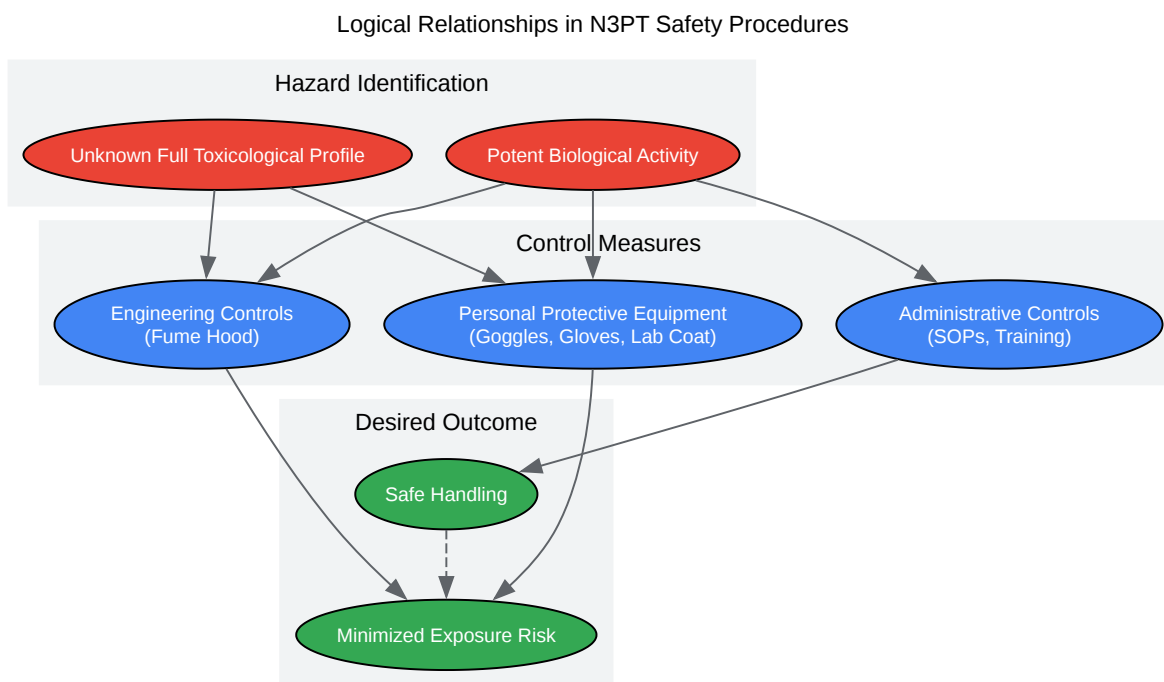 Logical Relationships in N3PT Safety Procedures
Hazard Identification
Unknown Full Toxicological Profile
Potent Biological Activity
Control Measures
Engineering Controls
(Fume Hood)
Personal Protective Equipment
(Goggles, Gloves, Lab Coat)
Administrative Controls
(SOPs, Training)
Desired Outcome
Safe Handling
Minimized Exposure Risk